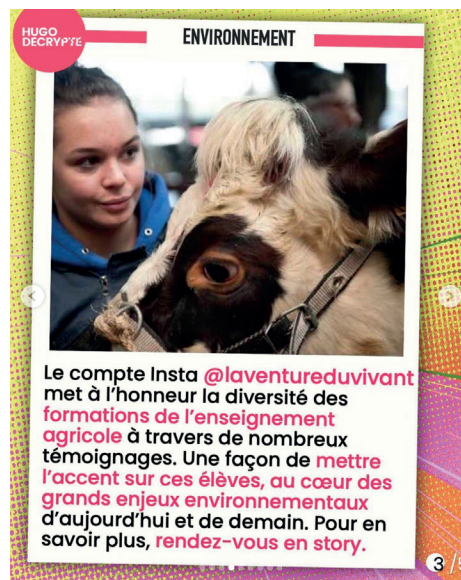 HUGO
DECRYPTE
ENVIRONNEMENT
Le compte Insta @laventureduvivant
met à l’honneur la diversité des
formations de l’enseignement
agricole à travers de nombreux
témoignages. Une façon de mettre
l’accent sur ces élèves, au cœur des
grands enjeux environnementaux
d’aujourd’hui et de demain. Pour en
savoir plus, rendez-vous en story.
3